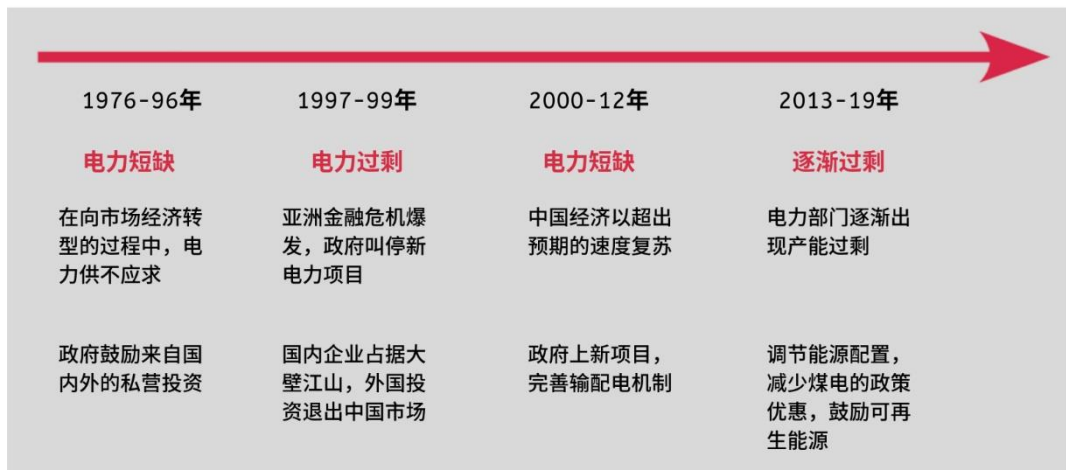 1976-96年
1997-99年
2000-12年
2013-19年
电力短缺
电力过剩
电力短缺
逐渐过剩
在向市场经济转
型的过程中，电
力供不应求
亚洲金融危机爆
发，政府叫停新
电力项目
中国经济以超出
预期的速度复苏
电力部门逐渐出
现产能过剩
政府鼓励来自国
内外的私营投资
国内企业占据大
壁江山，外国投
资退出中国市场
政府上新项目，
完善输配电机制
调节能源配置，
减少煤电的政策
优惠，鼓励可再
生能源